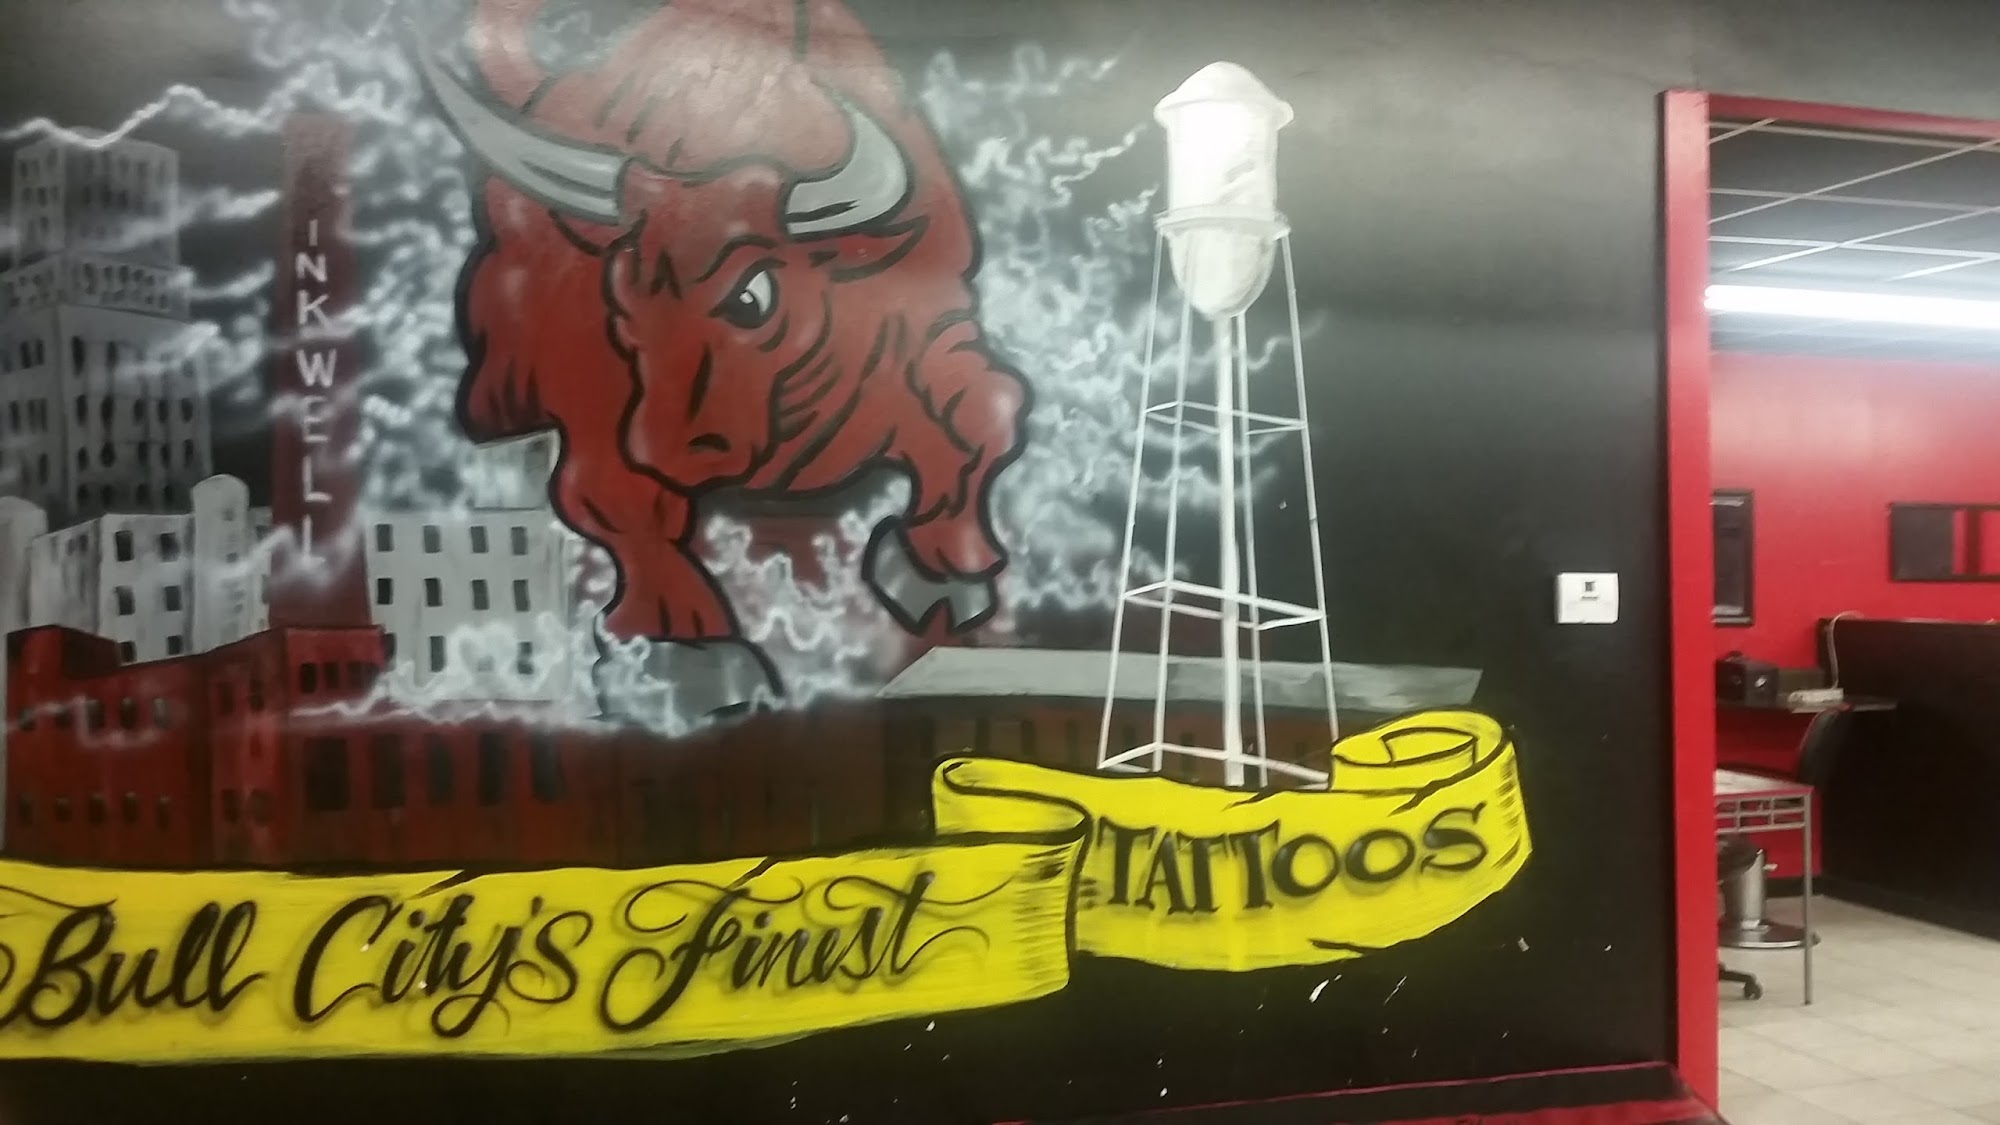 INKWELL
Bull City's Finest
TATTOOS